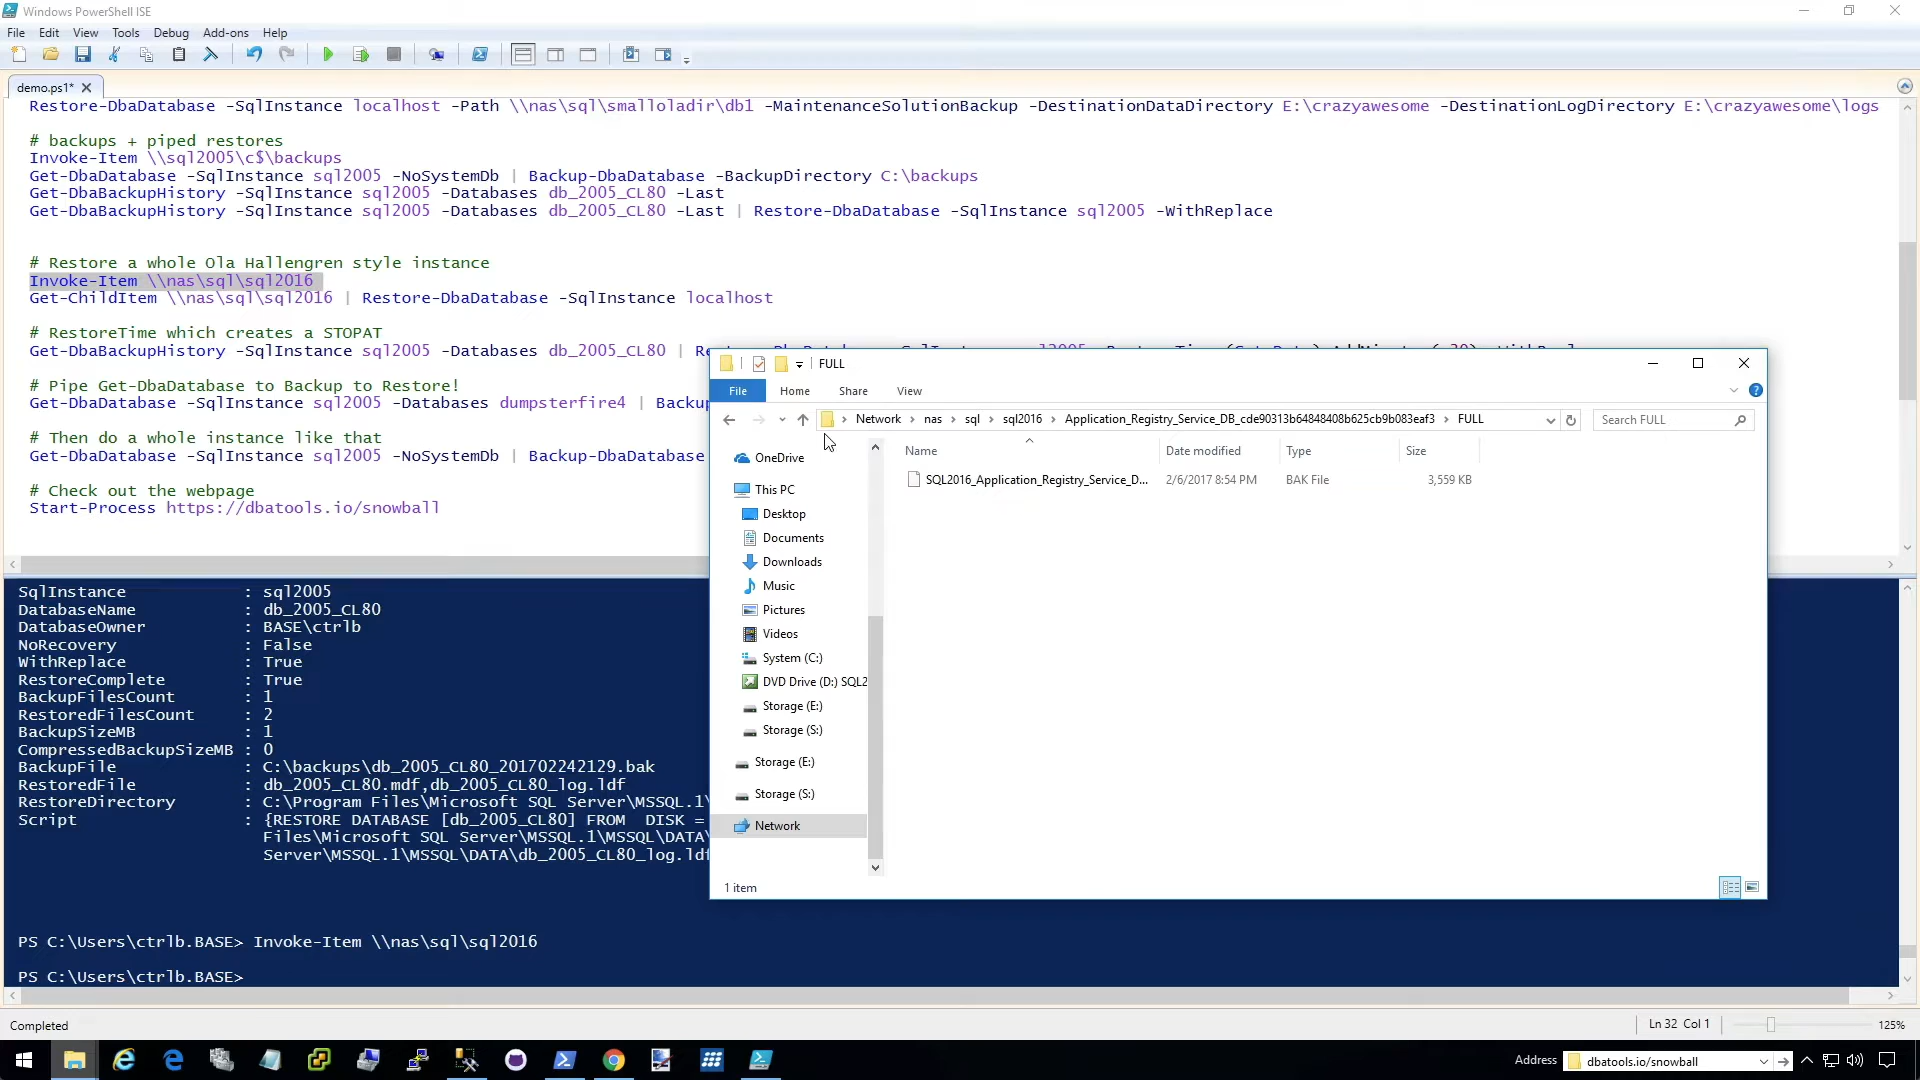 Windows PowerShell ISE
File Edit View Tools Debug Add-ons Help
demo.ps1*
Restore-DbaDatabase -SqlInstance localhost -Path \\nas\sql\smalloladir\db1 -MaintenanceSolutionBackup -DestinationDataDirectory E:\crazyawesome -DestinationLogDirectory E:\crazyawesome\logs
# backups + piped restores
Invoke-Item \\sql2005\c$\backups
Get-DbaDatabase -SqlInstance sql2005 -NoSystemDb | Backup-DbaDatabase -BackupDirectory C:\backups
Get-DbaBackupHistory -SqlInstance sql2005 -Databases db_2005_CL80 -Last
Get-DbaBackupHistory -SqlInstance sql2005 -Databases db_2005_CL80 -Last | Restore-DbaDatabase -SqlInstance sql2005 -WithReplace
# Restore a whole Ola Hallengren style instance
Invoke-Item \\nas\sql\sql2016
Get-ChildItem \\nas\sql\sql2016 | Restore-DbaDatabase -SqlInstance localhost
# RestoreTime which creates a STOPAT
Get-DbaBackupHistory -SqlInstance sql2005 -Databases db_2005_CL80 |
# Pipe Get-DbaDatabase to Backup to Restore!
Get-DbaDatabase -SqlInstance sql2005 -Databases dumpsterfire4 | Backu
# Then do a whole instance like that
Get-DbaDatabase -SqlInstance sql2005 -NoSystemDb | Backup-DbaDatabase
# Check out the webpage
Start-Process https://dbatools.io/snowball
FULL
File Home Share View
Network nas sql sql2016 Application_Registry_Service_DB_cde90313b64848408b625cb9b083eaf3 FULL
Search FULL
Name Date modified Type Size
SQL2016_Application_Registry_Service_D... 2/6/2017 8:54 PM BAK File 3,559 KB
OneDrive
This PC
Desktop
Documents
Downloads
Music
Pictures
Videos
System (C:)
DVD Drive (D:) SQL2
Storage (E:)
Storage (S:)
Storage (E:)
Storage (S:)
Network
1 item
SqlInstance : sql2005
DatabaseName : db_2005_CL80
DatabaseOwner : BASE\ctrlb
NoRecovery : False
WithReplace : True
RestoreComplete : True
BackupFilesCount : 1
RestoredFilesCount : 2
BackupSizeMB : 1
CompressedBackupSizeMB : 0
BackupFile : C:\backups\db_2005_CL80_201702242129.bak
RestoredFile : db_2005_CL80.mdf,db_2005_CL80_log.ldf
RestoreDirectory : C:\Program Files\Microsoft SQL Server\MSSQL.1\
Script : {RESTORE DATABASE [db_2005_CL80] FROM DISK =
Files\Microsoft SQL Server\MSSQL.1\MSSQL\DATA\
Server\MSSQL.1\MSSQL\DATA\db_2005_CL80_log.ldf
PS C:\Users\ctrlb.BASE> Invoke-Item \\nas\sql\sql2016
PS C:\Users\ctrlb.BASE>
Completed
Ln 32 Col 1
125%
Address dbatools.io/snowball